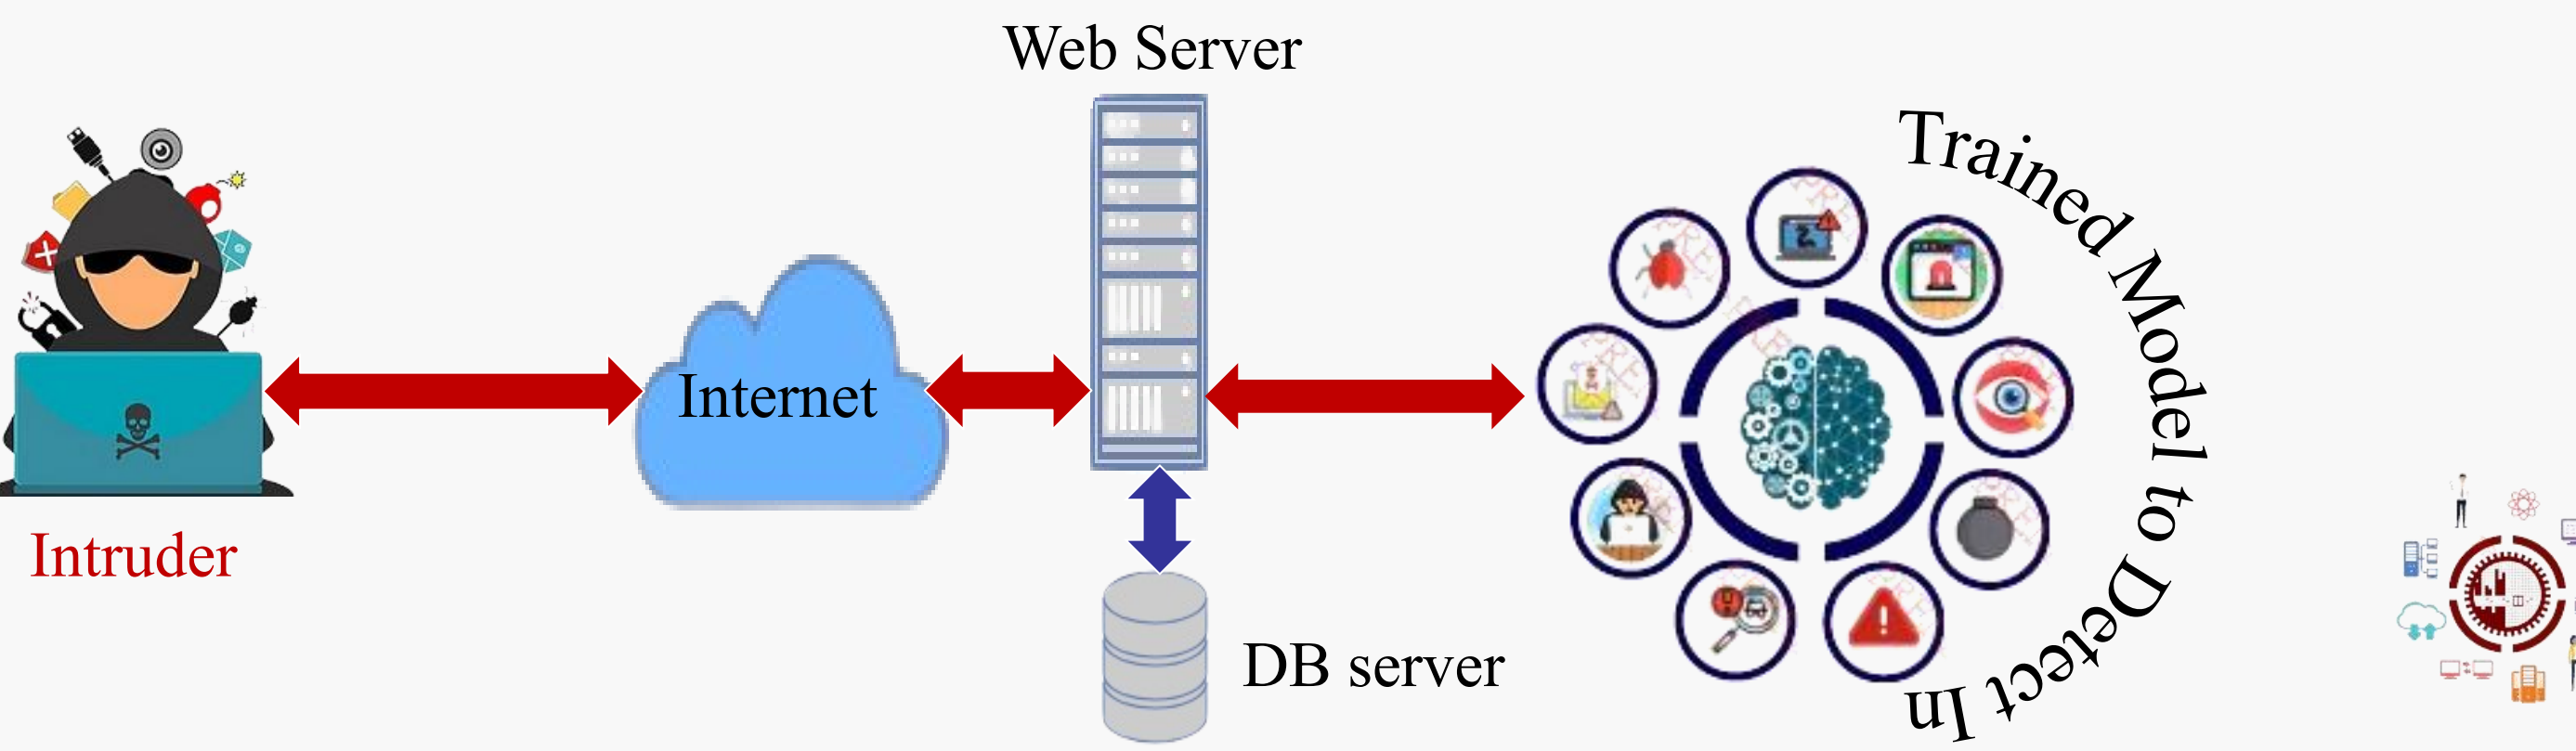 Web Server
Trained Model to Detect In
Internet
Intruder
DB server